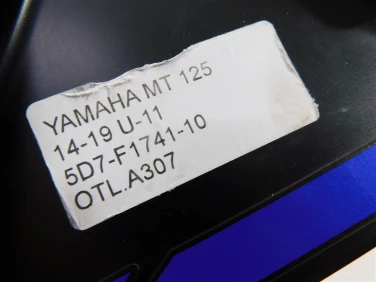 YAMAHA MT 125
14-19 U-11
5D7-F1741-10
OTL.A307